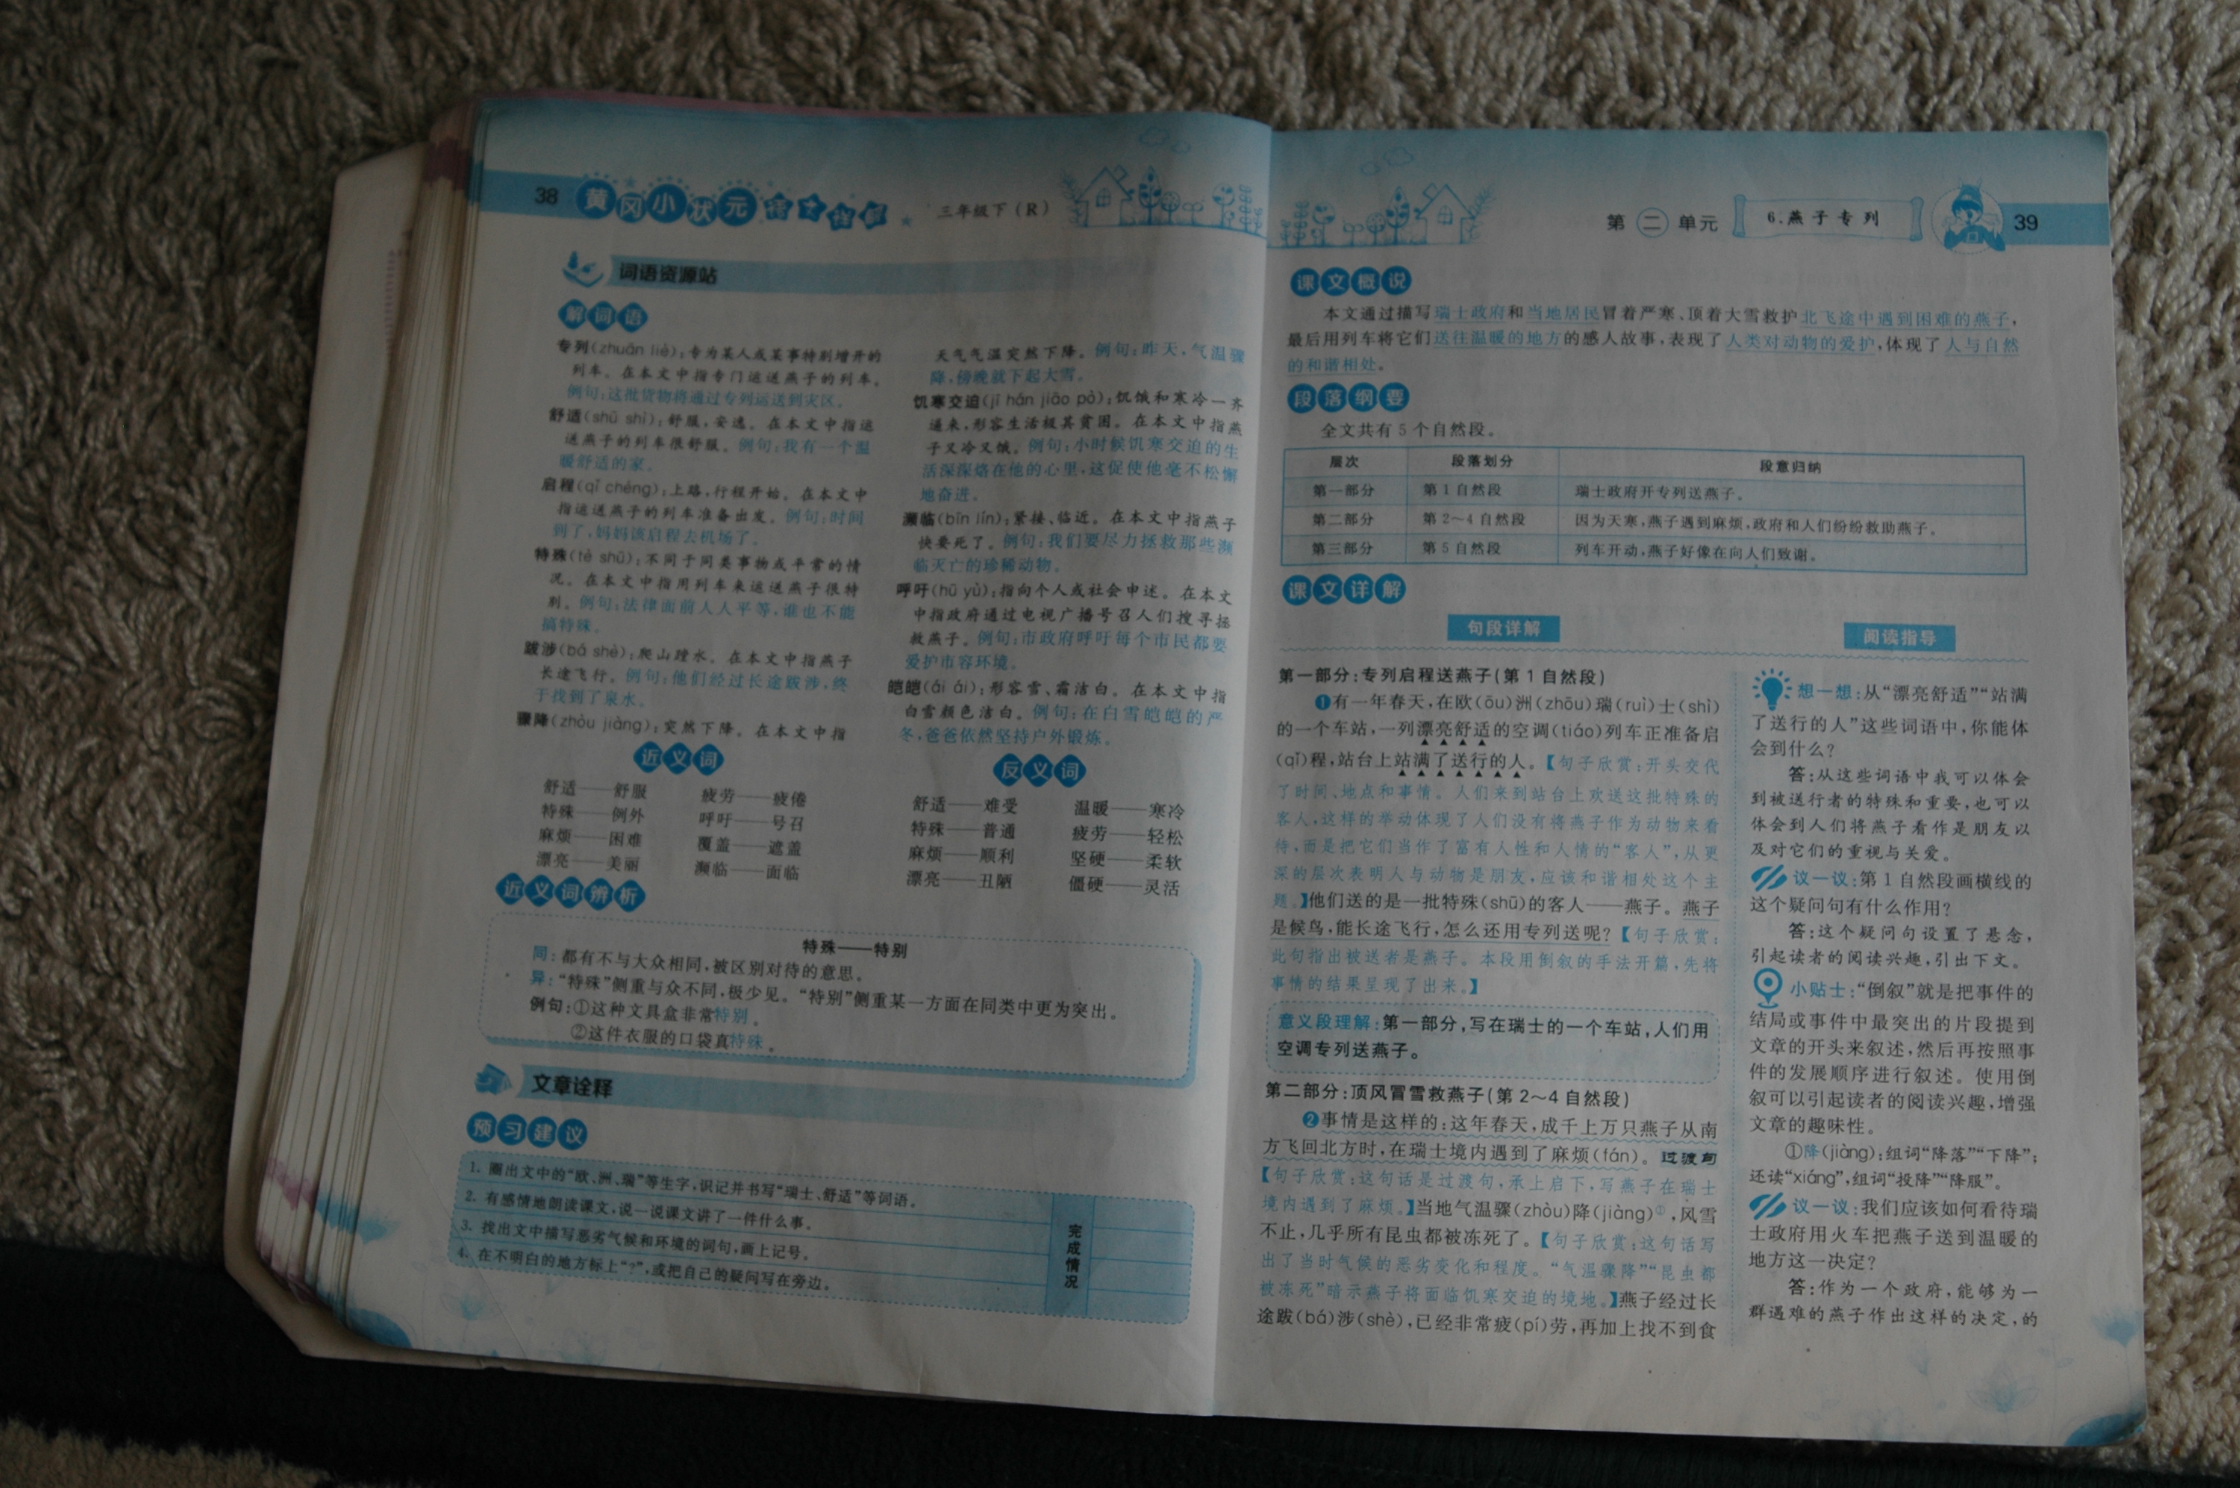 38 黄冈小状元 语文详解 三年级下(R)
词语资源站
解词语
专列(zhuān liè):专为某人或某事特别增开的
列车。在本文中指专门运送燕子的列车。
例句:这批货物将通过专列运送到灾区。
舒适(shū shì):舒服,安逸。在本文中指运
送燕子的列车很舒服。例句:我有一个温
暖舒适的家。
启程(qǐ chéng):上路,行程开始。在本文中
指运送燕子的列车准备出发。例句:时间
到了,妈妈该启程去机场了。
特殊(tè shū):不同于同类事物或平常的情
况。在本文中指用列车来运送燕子很特
别。例句:法律面前人人平等,谁也不能
搞特殊。
跋涉(bá shè):爬山蹚水。在本文中指燕子
长途飞行。例句:他们经过长途跋涉,终
于找到了泉水。
骤降(zhòu jiàng):突然下降。在本文中指
天气气温突然下降。例句:昨天,气温骤
降,傍晚就下起大雪。
饥寒交迫(jī hán jiāo pò):饥饿和寒冷一齐
逼来,形容生活极其贫困。在本文中指燕
子又冷又饿。例句:小时候饥寒交迫的生
活深深烙在他的心里,这促使他毫不松懈
地奋进。
濒临(bīn lín):紧接、临近。在本文中指燕子
快要死了。例句:我们要尽力拯救那些濒
临灭亡的珍稀动物。
呼吁(hū yù):指向个人或社会申述。在本文
中指政府通过电视广播号召人们搜寻拯
救燕子。例句:市政府呼吁每个市民都要
爱护市容环境。
皑皑(ái ái):形容雪、霜洁白。在本文中指
白雪颜色洁白。例句:在白雪皑皑的严
冬,爸爸依然坚持户外锻炼。
近义词
舒适——舒服 疲劳——疲倦
特殊——例外 呼吁——号召
麻烦——困难 覆盖——遮盖
漂亮——美丽 濒临——面临
反义词
舒适——难受 温暖——寒冷
特殊——普通 疲劳——轻松
麻烦——顺利 坚硬——柔软
漂亮——丑陋 僵硬——灵活
近义词辨析
特殊——特别
同:都有不与大众相同,被区别对待的意思。
异:“特殊”侧重与众不同,极少见。“特别”侧重某一方面在同类中更为突出。
例句:①这种文具盒非常特别。
②这件衣服的口袋真特殊。
文章诠释
预习建议
1. 圈出文中的“欧、洲、瑞”等生字,识记并书写“瑞士、舒适”等词语。
2. 有感情地朗读课文,说一说课文讲了一件什么事。
3. 找出文中描写恶劣气候和环境的词句,画上记号。
4. 在不明白的地方标上“?”,或把自己的疑问写在旁边。
完成情况
第二单元 6.燕子专列 39
课文概说
本文通过描写瑞士政府和当地居民冒着严寒,顶着大雪救护北飞途中遇到困难的燕子,
最后用列车将它们送往温暖的地方的感人故事,表现了人类对动物的爱护,体现了人与自然
的和谐相处。
段落纲要
全文共有5个自然段。
层次 段落划分 段意归纳
第一部分 第1自然段 瑞士政府开专列送燕子。
第二部分 第2~4自然段 因为天寒,燕子遇到麻烦,政府和人们纷纷救助燕子。
第三部分 第5自然段 列车开动,燕子好像在向人们致谢。
课文详解
句段详解
第一部分:专列启程送燕子(第1自然段)
❶有一年春天,在欧(ōu)洲(zhōu)瑞(ruì)士(shì)
的一个车站,一列漂亮舒适的空调(tiáo)列车正准备启
(qǐ)程,站台上站满了送行的人。【句子欣赏:开头交代
了时间、地点和事情。人们来到站台上欢送这批特殊的
客人,这样的举动体现了人们没有将燕子作为动物来看
待,而是把它们当作了富有人性和人情的“客人”,从更
深的层次表明人与动物是朋友,应该和谐相处这个主
题。】他们送的是一批特殊(shū)的客人——燕子。燕子
是候鸟,能长途飞行,怎么还用专列送呢?【句子欣赏:
此句指出被送者是燕子。本段用倒叙的手法开篇,先将
事情的结果呈现了出来。】
意义段理解:第一部分,写在瑞士的一个车站,人们用
空调专列送燕子。
第二部分:顶风冒雪救燕子(第2~4自然段)
❷事情是这样的:这年春天,成千上万只燕子从南
方飞回北方时,在瑞士境内遇到了麻烦(fán)。过渡句
【句子欣赏:这句话是过渡句,承上启下,写燕子在瑞士
境内遇到了麻烦。】当地气温骤(zhòu)降(jiàng)①,风雪
不止,几乎所有昆虫都被冻死了。【句子欣赏:这句话写
出了当时气候的恶劣变化和程度。“气温骤降”“昆虫都
被冻死”暗示燕子将面临饥寒交迫的境地。】燕子经过长
途跋(bá)涉(shè),已经非常疲(pí)劳,再加上找不到食
阅读指导
想一想:从“漂亮舒适”“站满
了送行的人”这些词语中,你能体
会到什么?
答:从这些词语中我可以体会
到被送行者的特殊和重要,也可以
体会到人们将燕子看作是朋友以
及对它们的重视与关爱。
议一议:第1自然段画横线的
这个疑问句有什么作用?
答:这个疑问句设置了悬念,
引起读者的阅读兴趣,引出下文。
小贴士:“倒叙”就是把事件的
结局或事件中最突出的片段提到
文章的开头来叙述,然后再按照事
件的发展顺序进行叙述。使用倒
叙可以引起读者的阅读兴趣,增强
文章的趣味性。
①降(jiàng):组词“降落”“下降”;
还读“xiáng”,组词“投降”“降服”。
议一议:我们应该如何看待瑞
士政府用火车把燕子送到温暖的
地方这一决定?
答:作为一个政府,能够为一
群遇难的燕子作出这样的决定,的